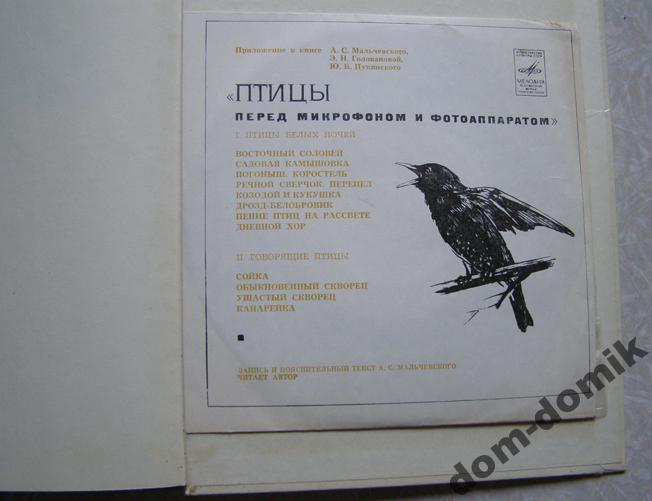 Приложение к книге А. С. Мальчевского,
Э. Н. Головановой,
Ю. Б. Пукинского
МЕЛОДИЯ
«ПТИЦЫ
ПЕРЕД МИКРОФОНОМ И ФОТОАППАРАТОМ»
I. ПТИЦЫ БЕЛЫХ НОЧЕЙ
ВОСТОЧНЫЙ СОЛОВЕЙ
САДОВАЯ КАМЫШОВКА
ПОГОНЫШ, КОРОСТЕЛЬ
РЕЧНОЙ СВЕРЧОК, ПЕРЕПЕЛ
КОЗОДОЙ И КУКУШКА
ДРОЗД-БЕЛОБРОВИК
ПЕНИЕ ПТИЦ НА РАССВЕТЕ
ДНЕВНОЙ ХОР
II. ГОВОРЯЩИЕ ПТИЦЫ
СОЙКА
ОБЫКНОВЕННЫЙ СКВОРЕЦ
УШАСТЫЙ СКВОРЕЦ
КАНАРЕЙКА
ЗАПИСЬ И ПОЯСНИТЕЛЬНЫЙ ТЕКСТ А. С. МАЛЬЧЕВСКОГО
ЧИТАЕТ АВТОР
dom-domik